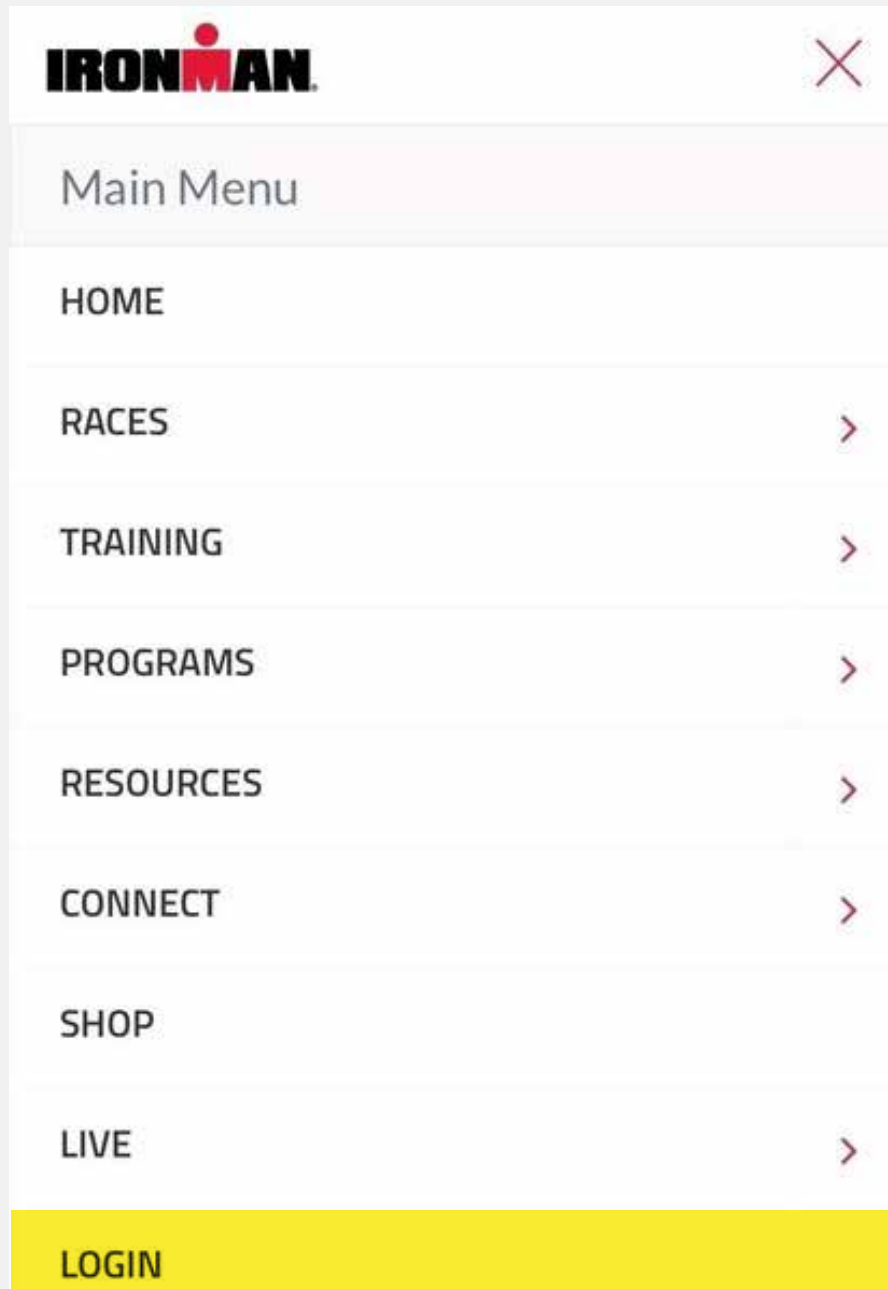 IRONMAN
Main Menu
HOME
RACES
TRAINING
PROGRAMS
RESOURCES
CONNECT
SHOP
LIVE
LOGIN